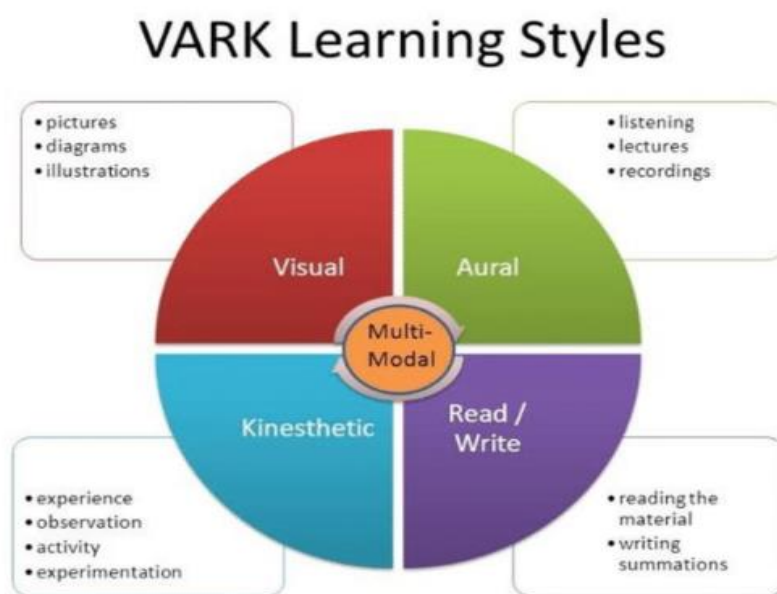 VARK Learning Styles
• pictures
• diagrams
• illustrations
• listening
• lectures
• recordings
Visual
Aural
Multi-
Modal
Kinesthetic
Read /
Write
• experience
• observation
• activity
• experimentation
• reading the
material
• writing
summations